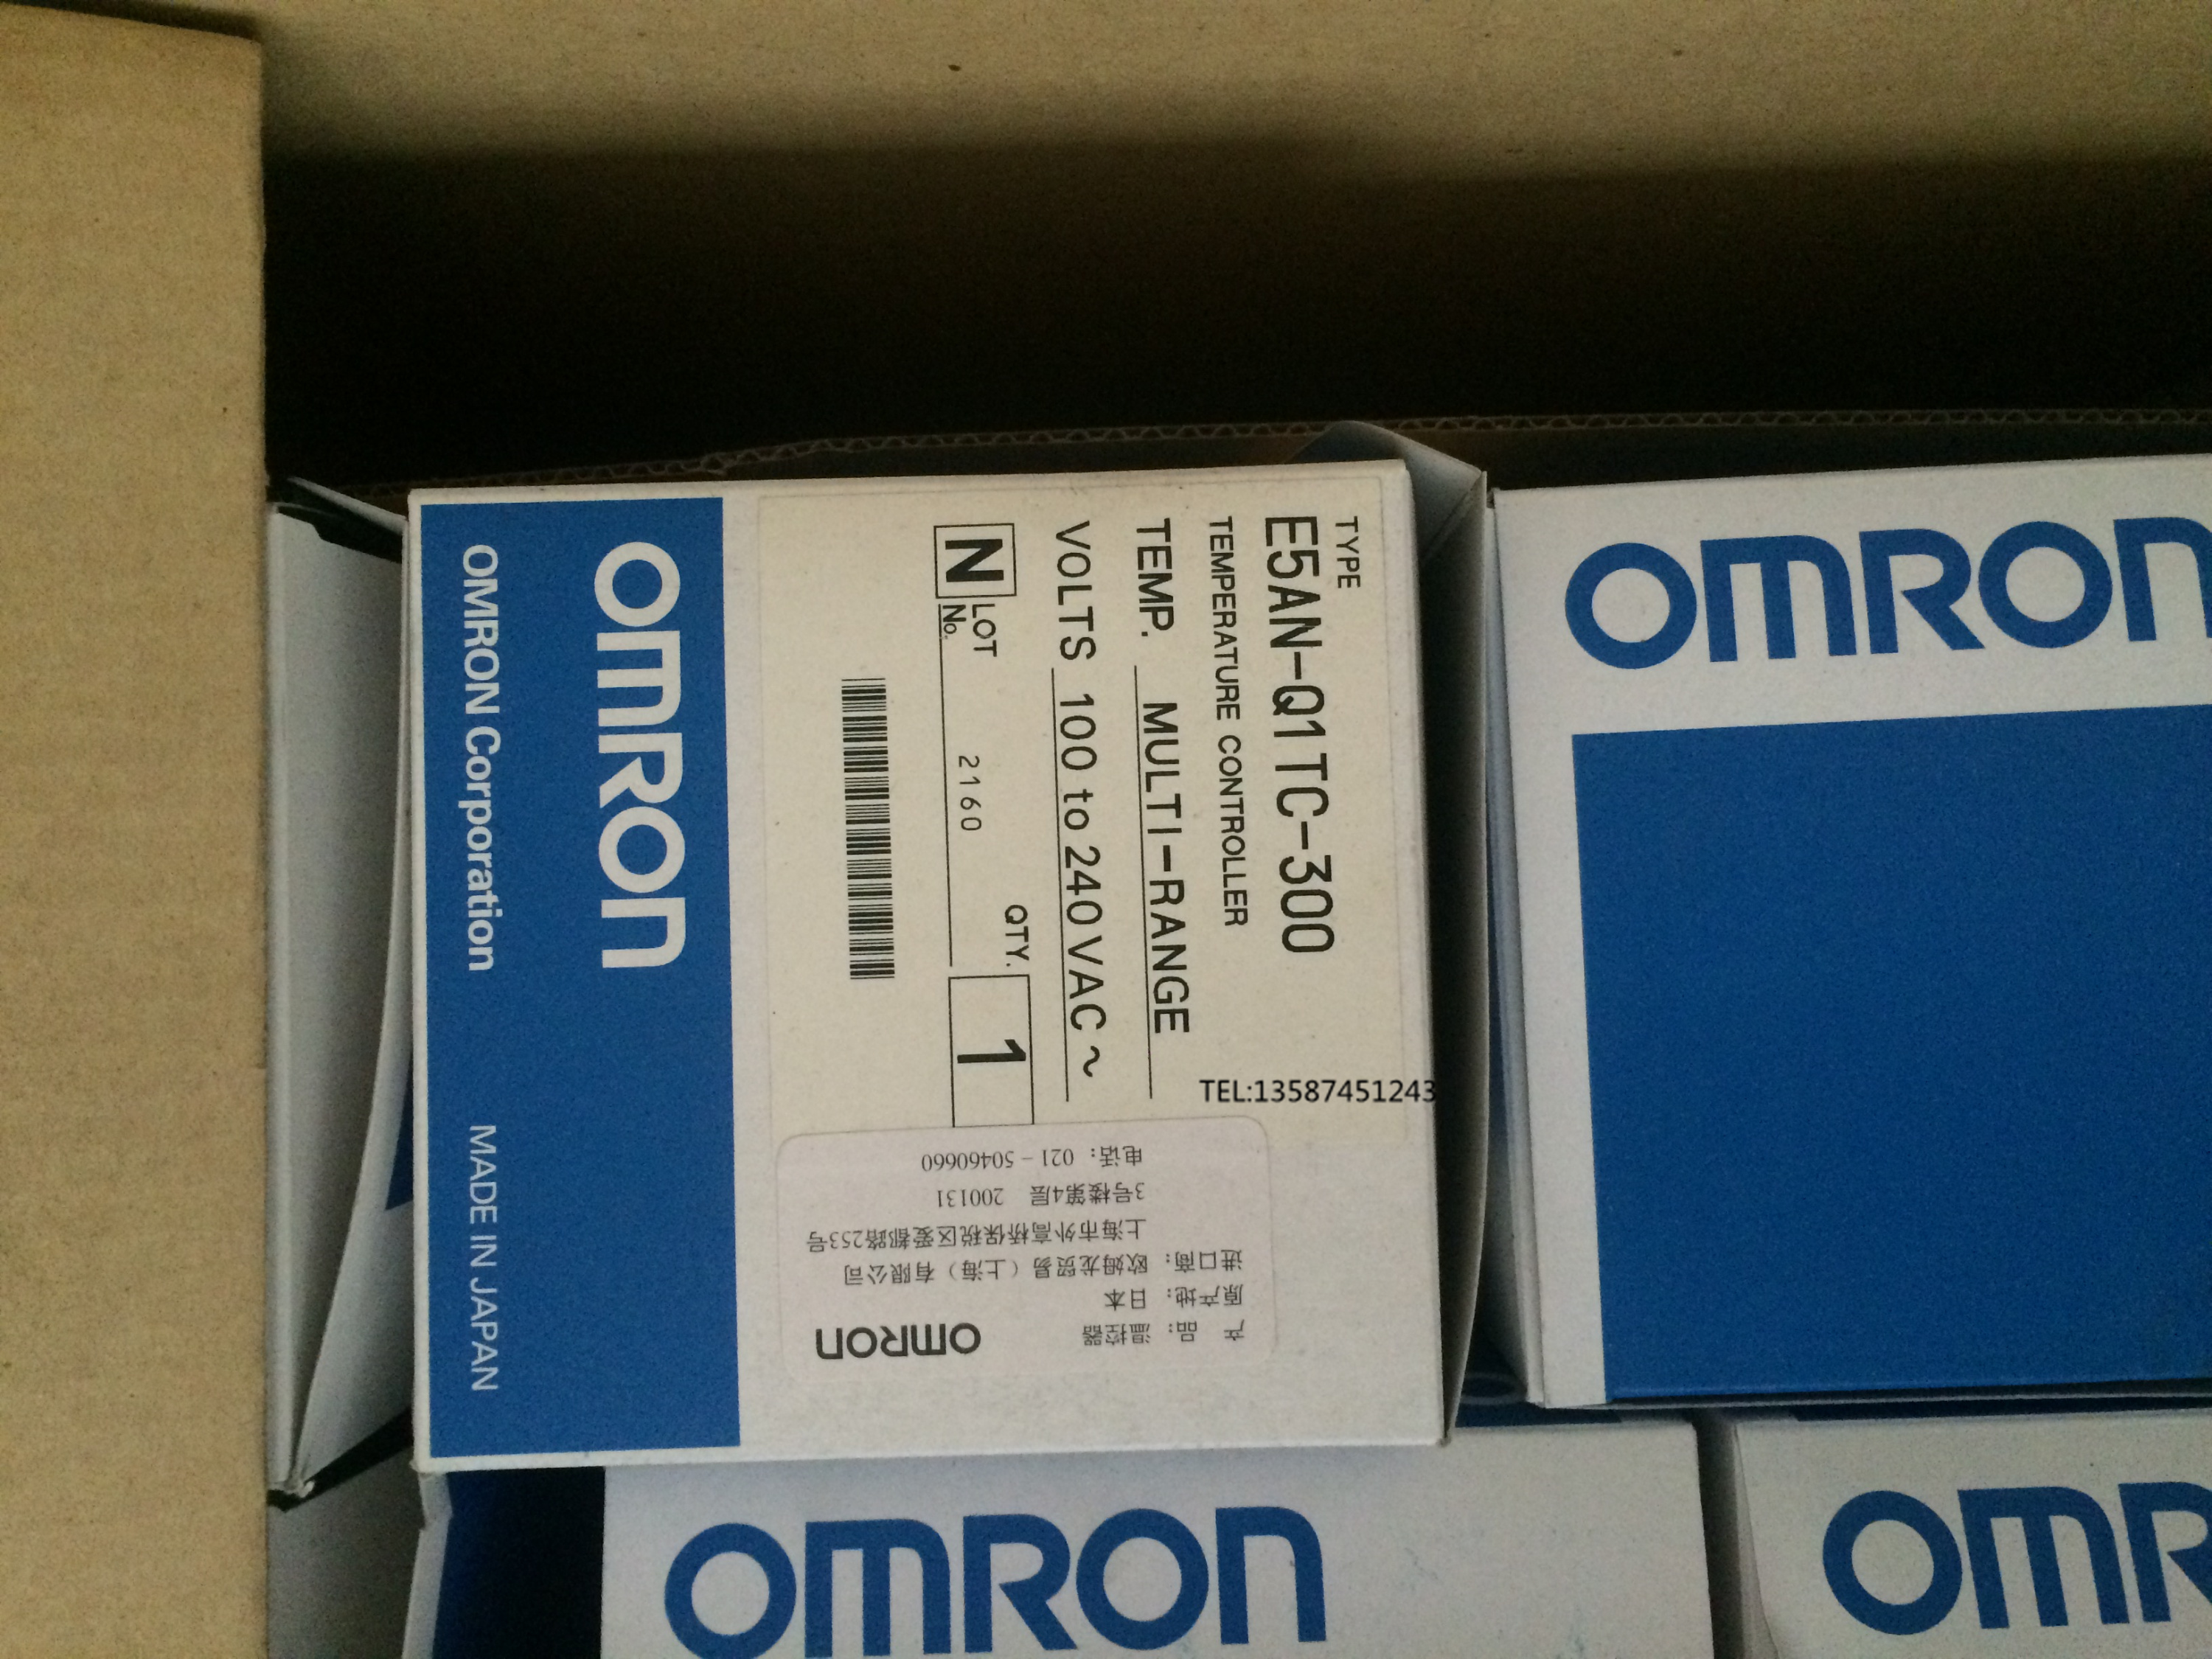 TYPE
E5AN-Q1TC-300
TEMPERATURE CONTROLLER
TEMP. MULTI-RANGE
VOLTS 100 to 240 VAC ~
QTY. 1
N LOT No. 2160
OMRON
OMRON Corporation MADE IN JAPAN
TEL:13587451243
OMRON
产 品: 温控器
原产地: 日本
进口商: 欧姆龙贸易（上海）有限公司
上海市外高桥保税区爱都路253号
3号楼第4层 200131
电话: 021-50460660
OMRON
OMRON
OMR